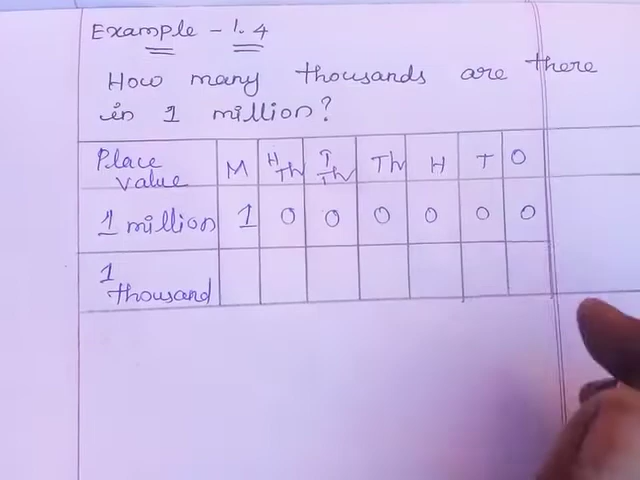 Example - 1.4
How many thousands are there
in 1 million?
Place value M H Th T Th Th H T O
1 million 1 0 0 0 0 0 0
1 thousand